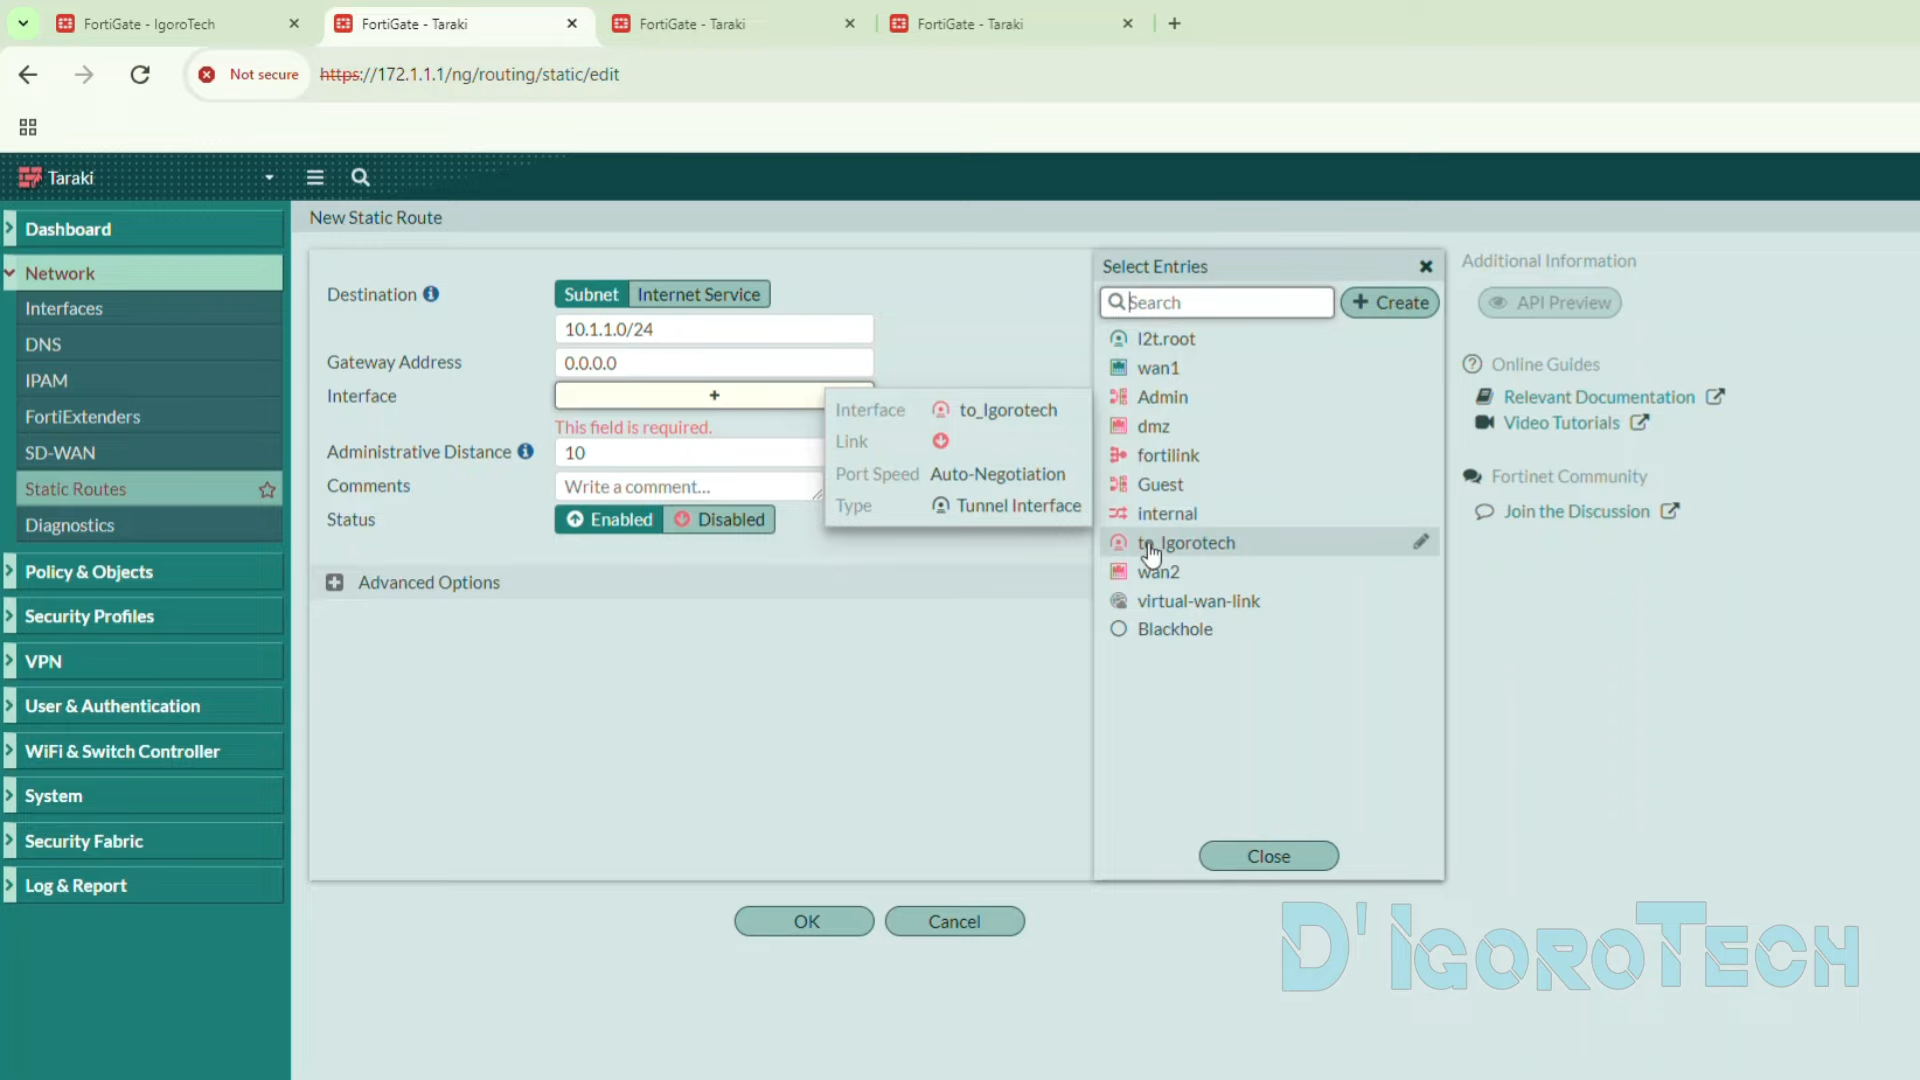 FortiGate - IgoroTech
FortiGate - Taraki
FortiGate - Taraki
FortiGate - Taraki
Not secure
https://172.1.1.1/ng/routing/static/edit
Taraki
Dashboard
Network
Interfaces
DNS
IPAM
FortiExtenders
SD-WAN
Static Routes
Diagnostics
Policy & Objects
Security Profiles
VPN
User & Authentication
WiFi & Switch Controller
System
Security Fabric
Log & Report
New Static Route
Destination
Subnet
Internet Service
10.1.1.0/24
Gateway Address
0.0.0.0
Interface
+
This field is required.
Administrative Distance
10
Comments
Write a comment...
Status
Enabled
Disabled
Advanced Options
Interface to_Igorotech
Link
Port Speed Auto-Negotiation
Type Tunnel Interface
Select Entries
Search
+ Create
l2t.root
wan1
Admin
dmz
fortilink
Guest
internal
to_Igorotech
wan2
virtual-wan-link
Blackhole
Close
OK
Cancel
Additional Information
API Preview
Online Guides
Relevant Documentation
Video Tutorials
Fortinet Community
Join the Discussion
D'IGOROTECH